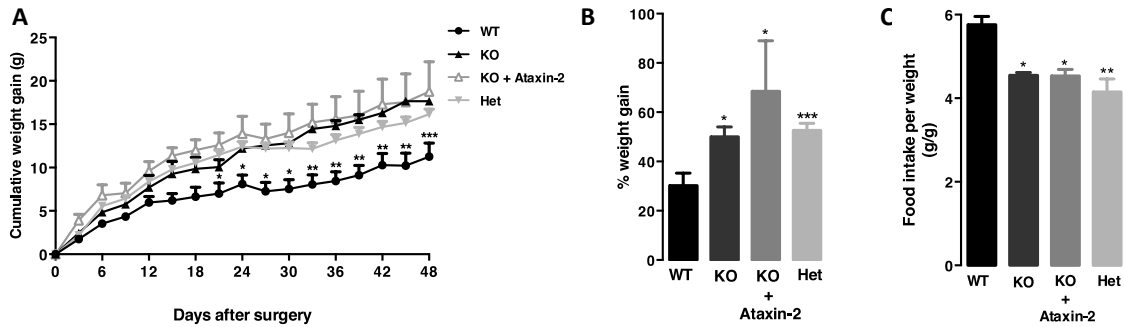 A
Cumulative weight gain (g)
25
20
15
10
5
0
0 6 12 18 24 30 36 42 48
Days after surgery
WT
KO
KO + Ataxin-2
Het
* * * * ** ** ** ** ** ***
B
% weight gain
100
80
60
40
20
0
* * ***
WT KO KO Het
+
Ataxin-2
C
Food intake per weight
(g/g)
6
4
2
0
* * **
WT KO KO Het
+
Ataxin-2